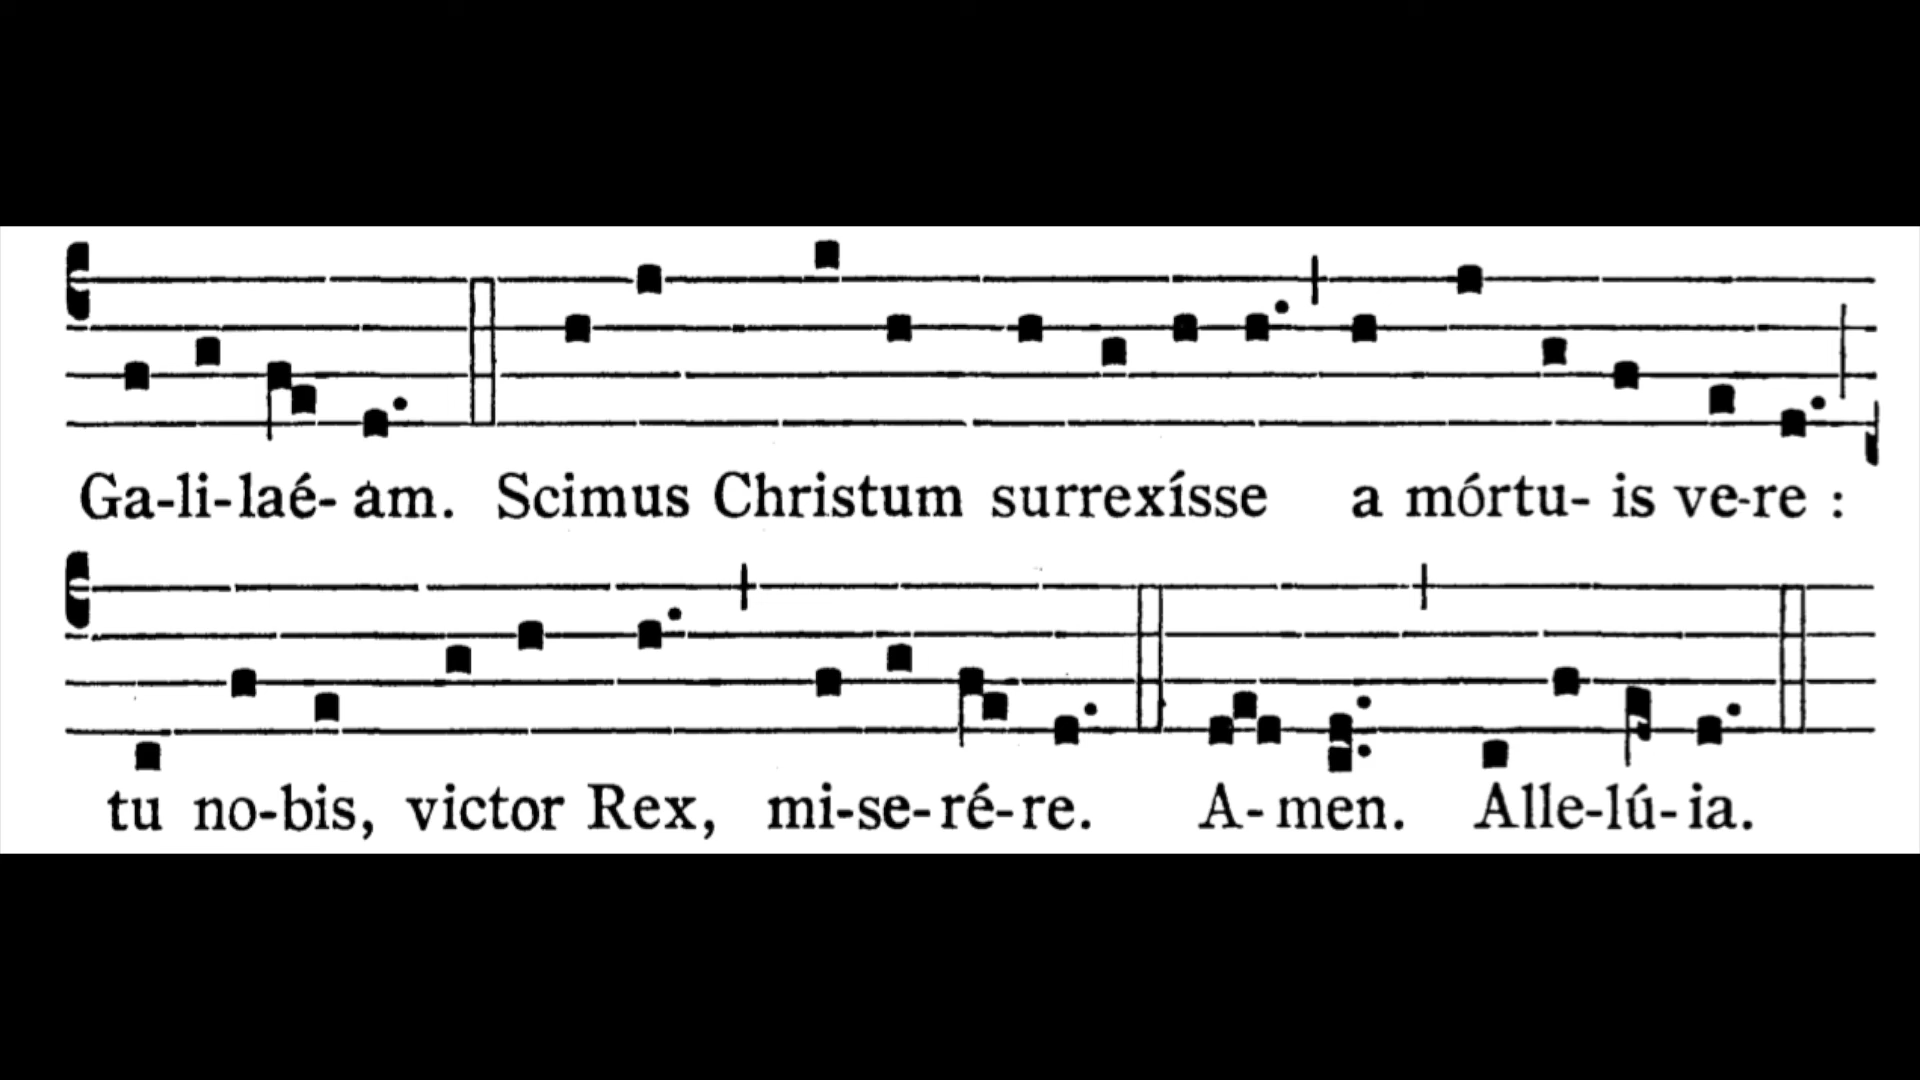 Ga-li-laé-am. Scimus Christum surrexísse a mórtu-is ve-re :
tu no-bis, victor Rex, mi-se-ré-re. A-men. Alle-lú-ia.